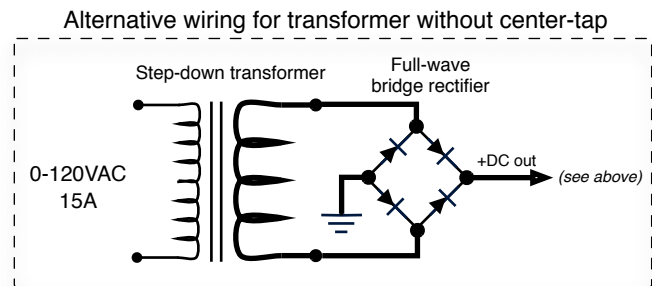 Alternative wiring for transformer without center-tap
Step-down transformer
Full-wave
bridge rectifier
0-120VAC
15A
+DC out
(see above)